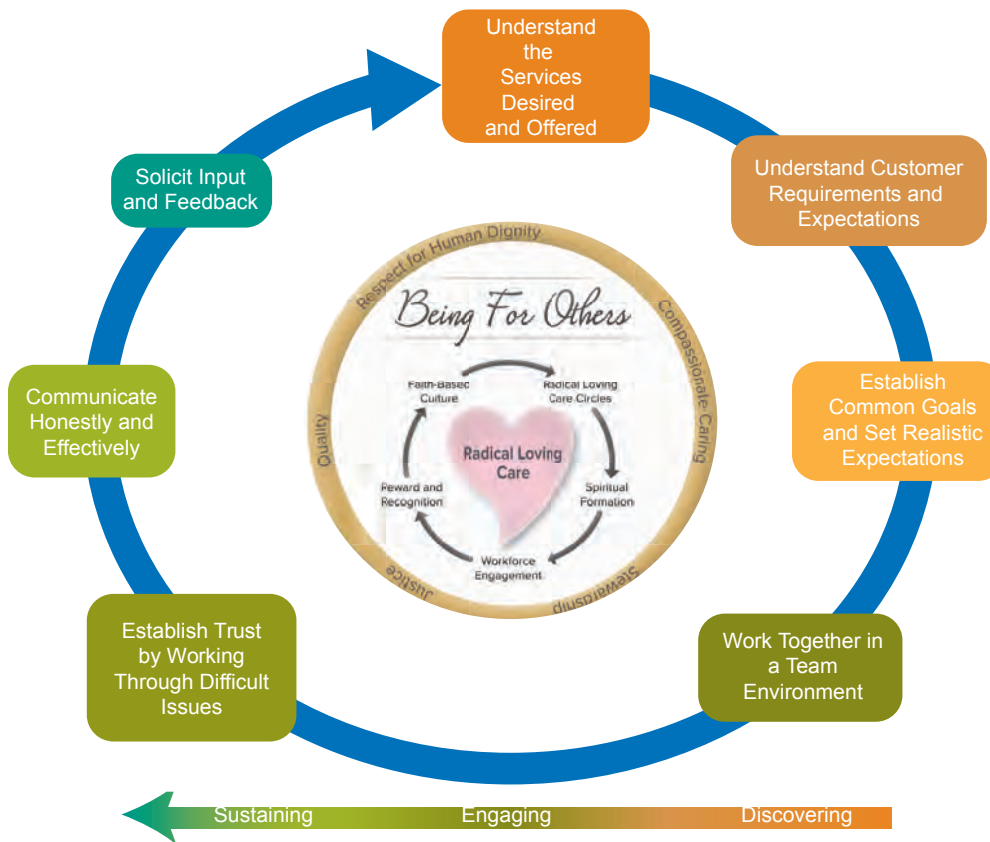 Understand
the
Services
Desired
and Offered
Understand Customer
Requirements and
Expectations
Establish
Common Goals
and Set Realistic
Expectations
Work Together in
a Team
Environment
Establish Trust
by Working
Through Difficult
Issues
Communicate
Honestly and
Effectively
Solicit Input
and Feedback
Respect for Human Dignity
Compassionate Caring
Stewardship
Justice
Quality
Being For Others
Faith-Based
Culture
Radical Loving
Care Circles
Spiritual
Formation
Workforce
Engagement
Reward and
Recognition
Radical Loving
Care
Sustaining Engaging Discovering